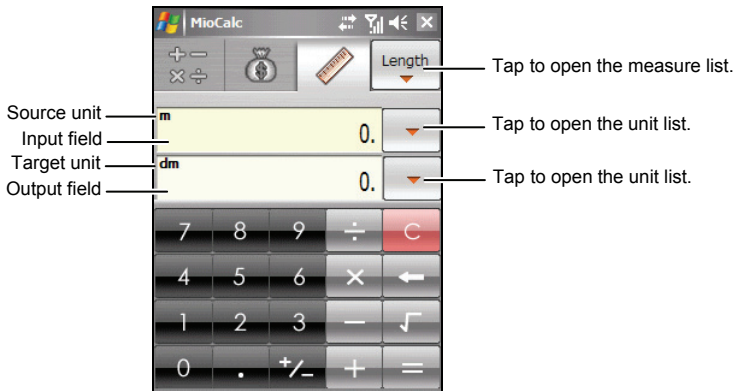 MioCalc
+ − × ÷
$
Length
Tap to open the measure list.
Source unit
m
Input field
0.
Tap to open the unit list.
Target unit
dm
Output field
0.
Tap to open the unit list.
7 8 9 ÷ C
4 5 6 × ←
1 2 3 − √
0 . +/− + =